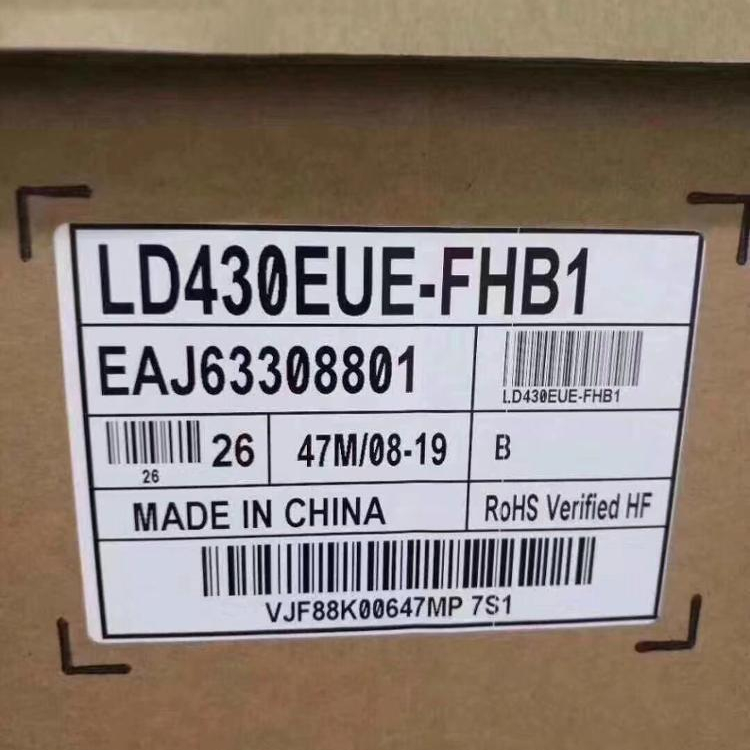 LD430EUE-FHB1
EAJ63308801
LD430EUE-FHB1
26
26
47M/08-19
B
MADE IN CHINA
RoHS Verified HF
VJF88K00647MP 7S1